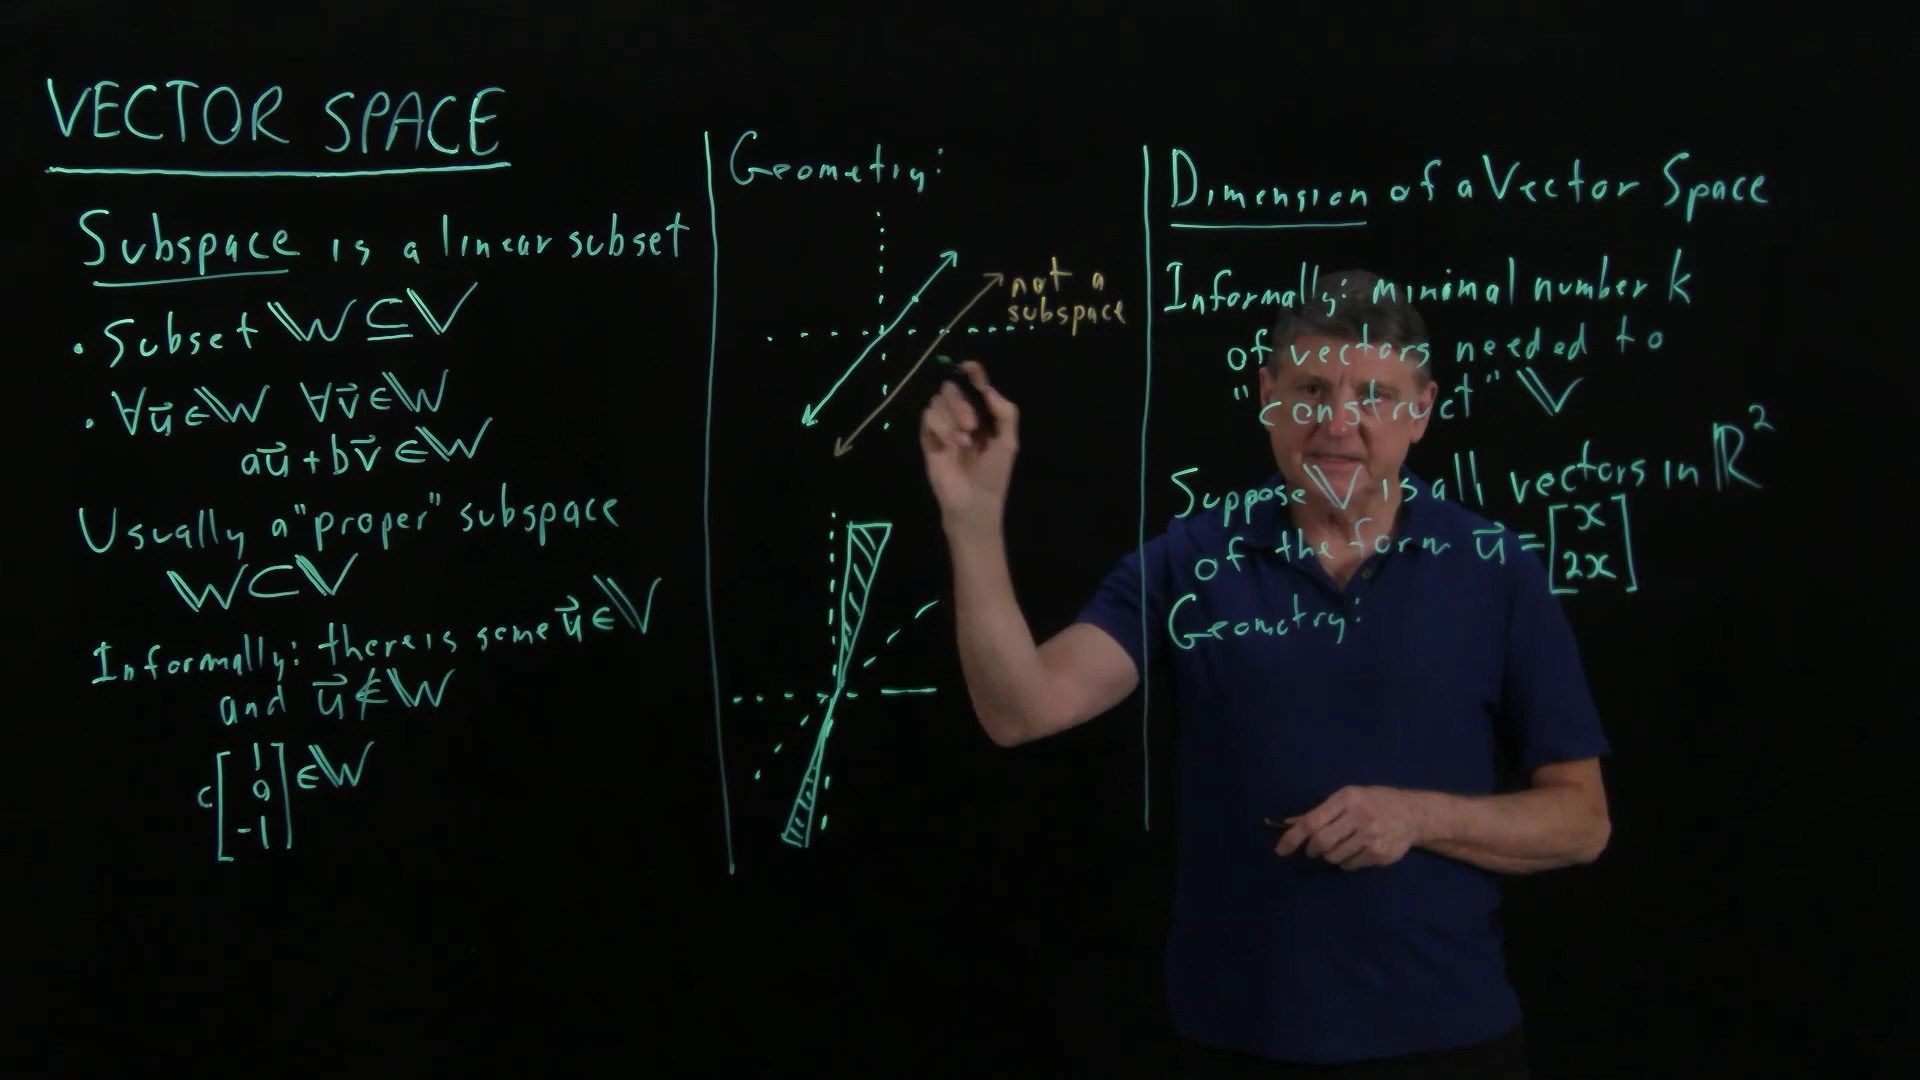 VECTOR SPACE
Subspace is a linear subset
• Subset 𝕎 ⊆ 𝕍
• ∀u⃗ ∈ 𝕎 ∀v⃗ ∈ 𝕎
au⃗ + bv⃗ ∈ 𝕎
Usually a "proper" subspace
𝕎 ⊂ 𝕍
Informally: there is some u⃗ ∈ 𝕍
and u⃗ ∉ 𝕎
c [1 0 -1] ∈ 𝕎
Geometry:
not a
subspace
Dimension of a Vector Space
Informally: minimal number k
of vectors needed to
"construct" 𝕍
Suppose 𝕍 is all vectors in ℝ²
of the form u⃗ = [x 2x]
Geometry: